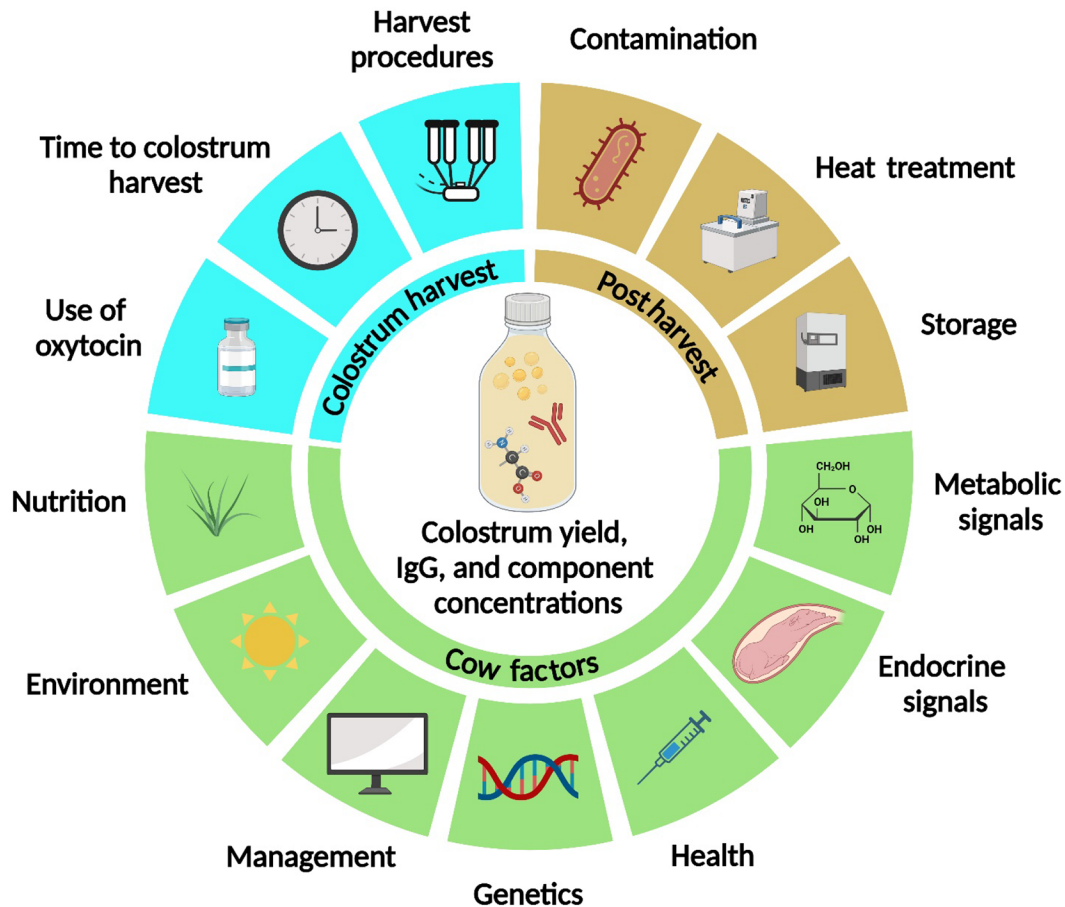 Harvest
procedures
Contamination
Time to colostrum
harvest
Heat treatment
Use of
oxytocin
Storage
Colostrum harvest
Post harvest
Nutrition
Metabolic
signals
CH₂OH
O
OH
OH
OH
OH
Colostrum yield,
IgG, and component
concentrations
Cow factors
Environment
Endocrine
signals
Management
Health
Genetics